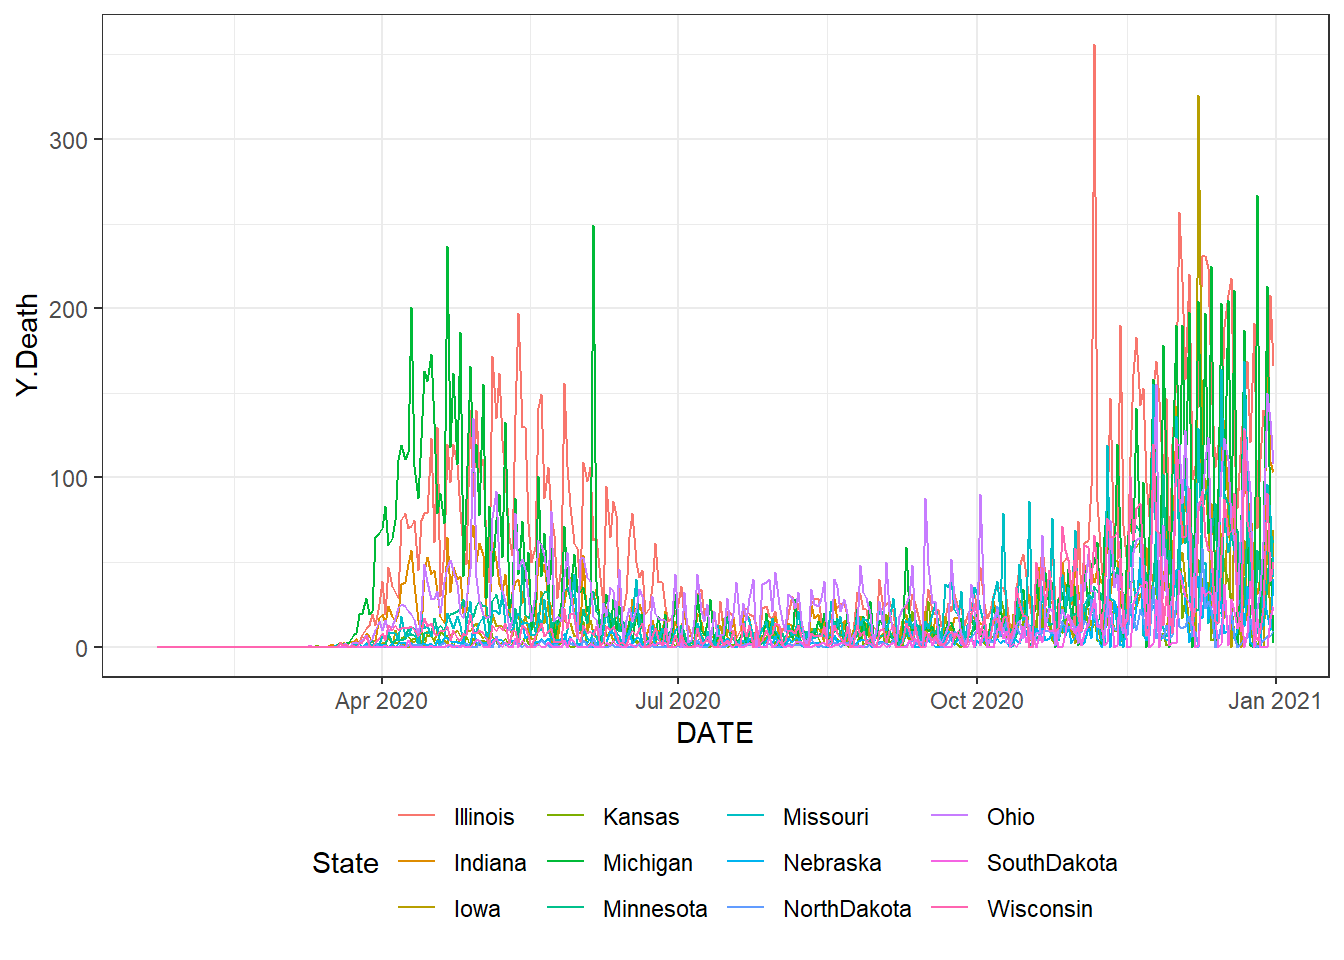 Y.Death
300
200
100
0
Apr 2020 Jul 2020 Oct 2020 Jan 2021
DATE
State
Illinois Kansas Missouri Ohio
Indiana Michigan Nebraska SouthDakota
Iowa Minnesota NorthDakota Wisconsin